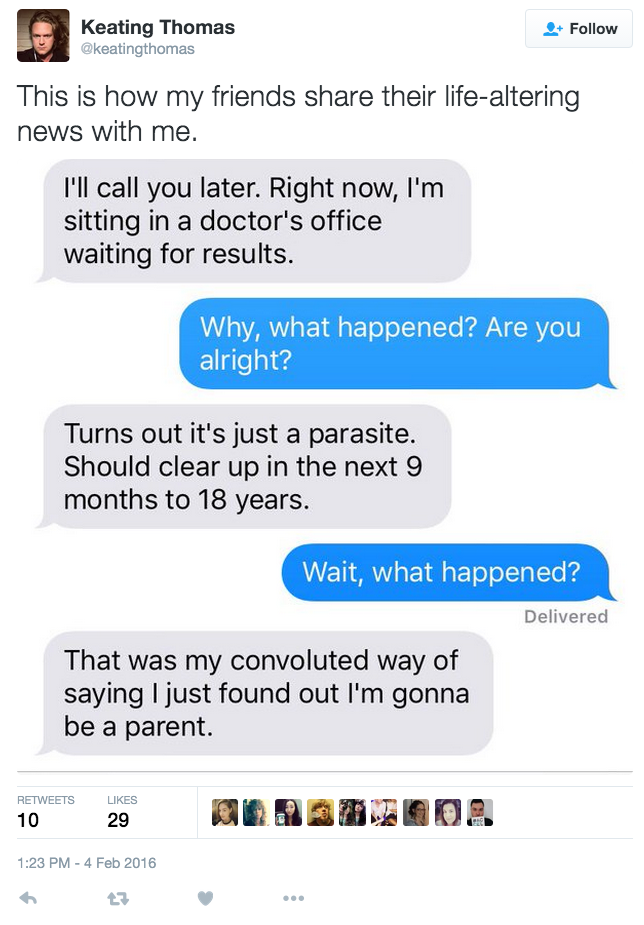 Keating Thomas
@keatingthomas
Follow
This is how my friends share their life-altering
news with me.
I'll call you later. Right now, I'm
sitting in a doctor's office
waiting for results.
Why, what happened? Are you
alright?
Turns out it's just a parasite.
Should clear up in the next 9
months to 18 years.
Wait, what happened?
Delivered
That was my convoluted way of
saying I just found out I'm gonna
be a parent.
RETWEETS LIKES
10 29
1:23 PM - 4 Feb 2016